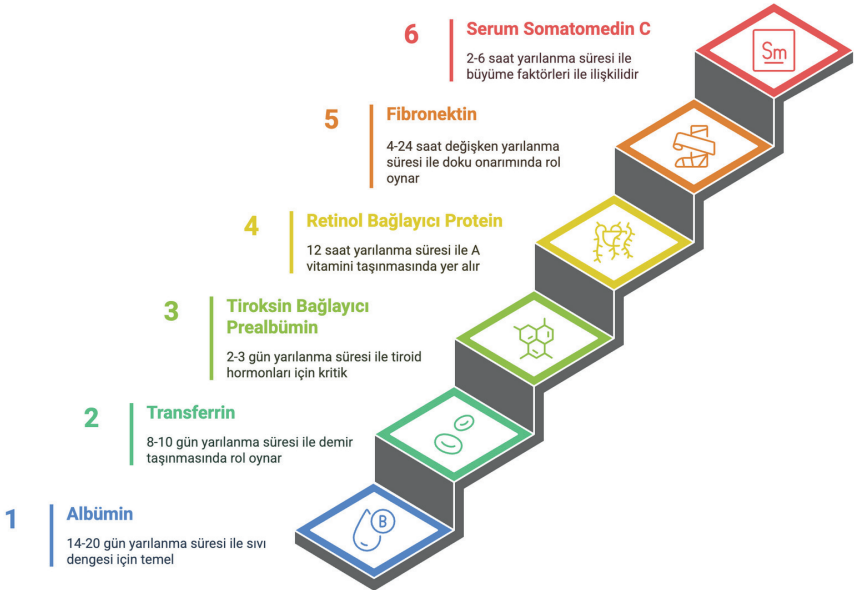 6
Serum Somatomedin C
2-6 saat yarılanma süresi ile
büyüme faktörleri ile ilişkilidir
Sm
5
Fibronektin
4-24 saat değişken yarılanma
süresi ile doku onarımında rol
oynar
4
Retinol Bağlayıcı Protein
12 saat yarılanma süresi ile A
vitamini taşınmasında yer alır
3
Tiroksin Bağlayıcı
Prealbümin
2-3 gün yarılanma süresi ile tiroid
hormonları için kritik
2
Transferrin
8-10 gün yarılanma süresi ile demir
taşınmasında rol oynar
1
Albümin
14-20 gün yarılanma süresi ile sıvı
dengesi için temel
B